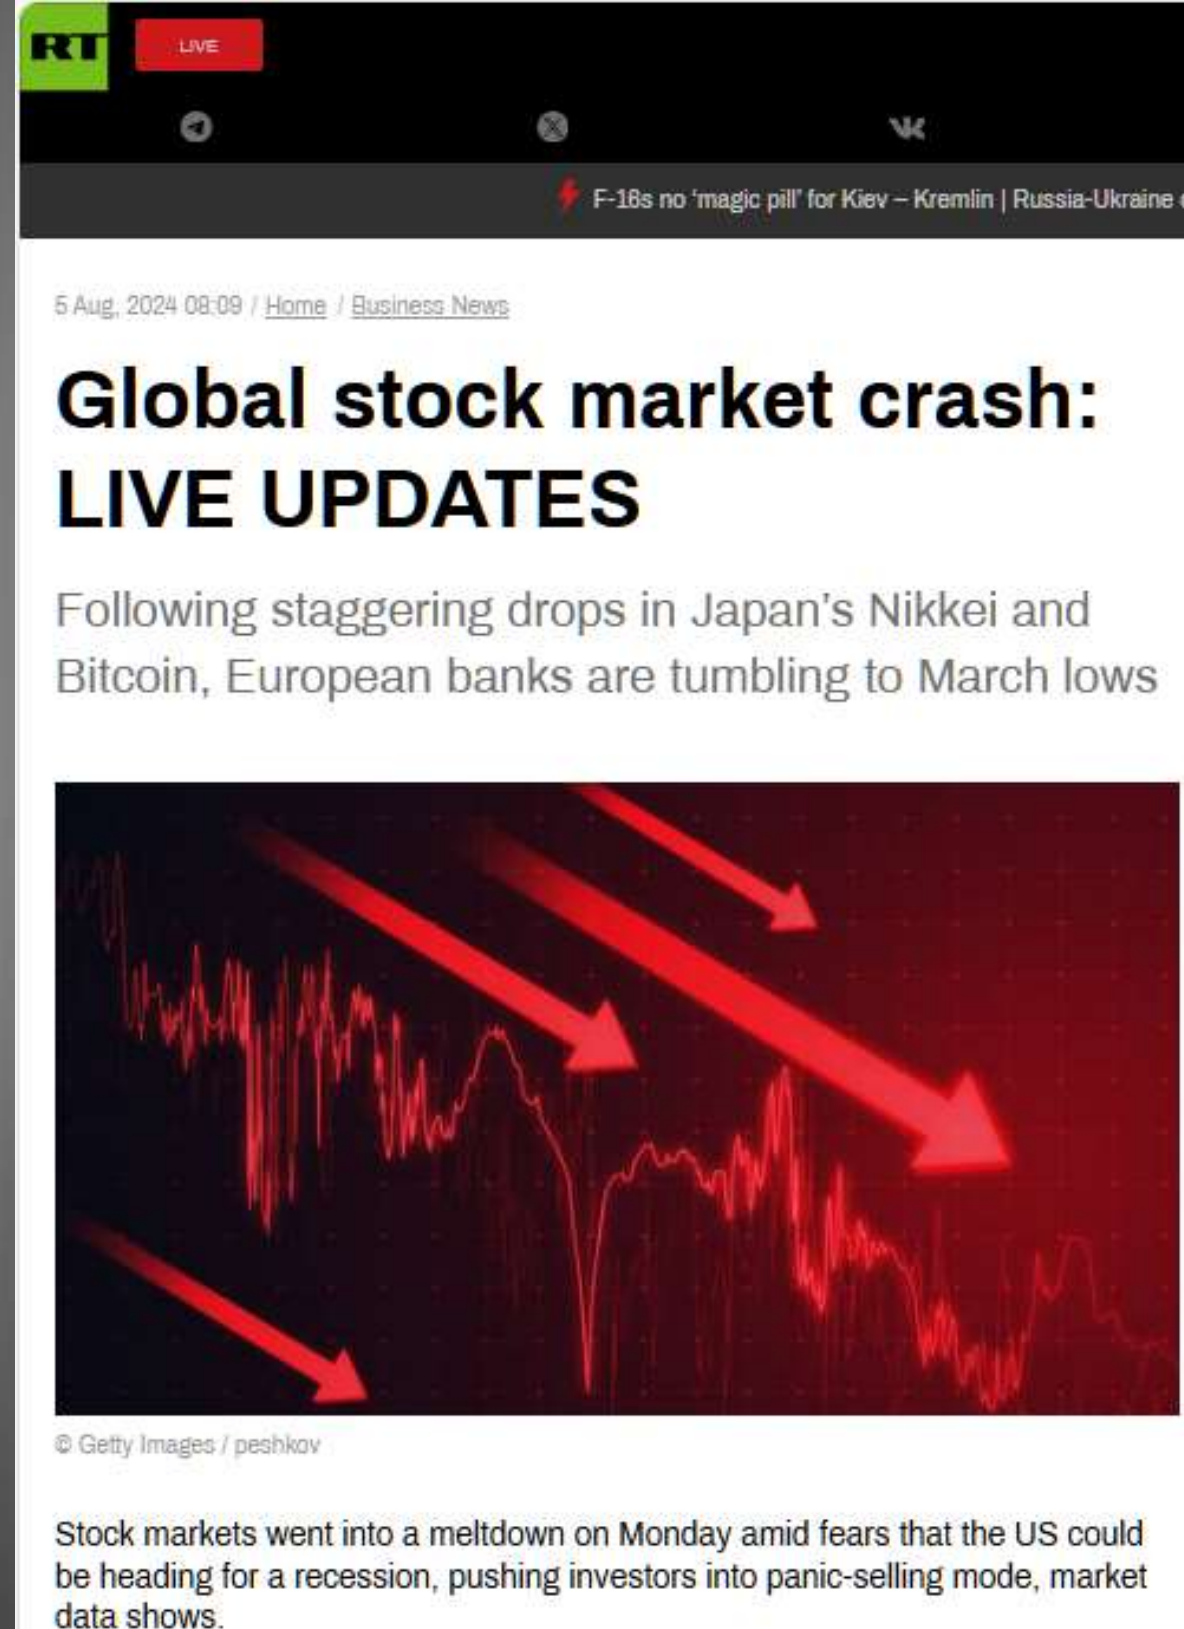 RT
LIVE
F-16s no 'magic pill' for Kiev – Kremlin | Russia-Ukraine
5 Aug, 2024 08:09 / Home / Business News
Global stock market crash:
LIVE UPDATES
Following staggering drops in Japan's Nikkei and
Bitcoin, European banks are tumbling to March lows
© Getty Images / peshkov
Stock markets went into a meltdown on Monday amid fears that the US could
be heading for a recession, pushing investors into panic-selling mode, market
data shows.